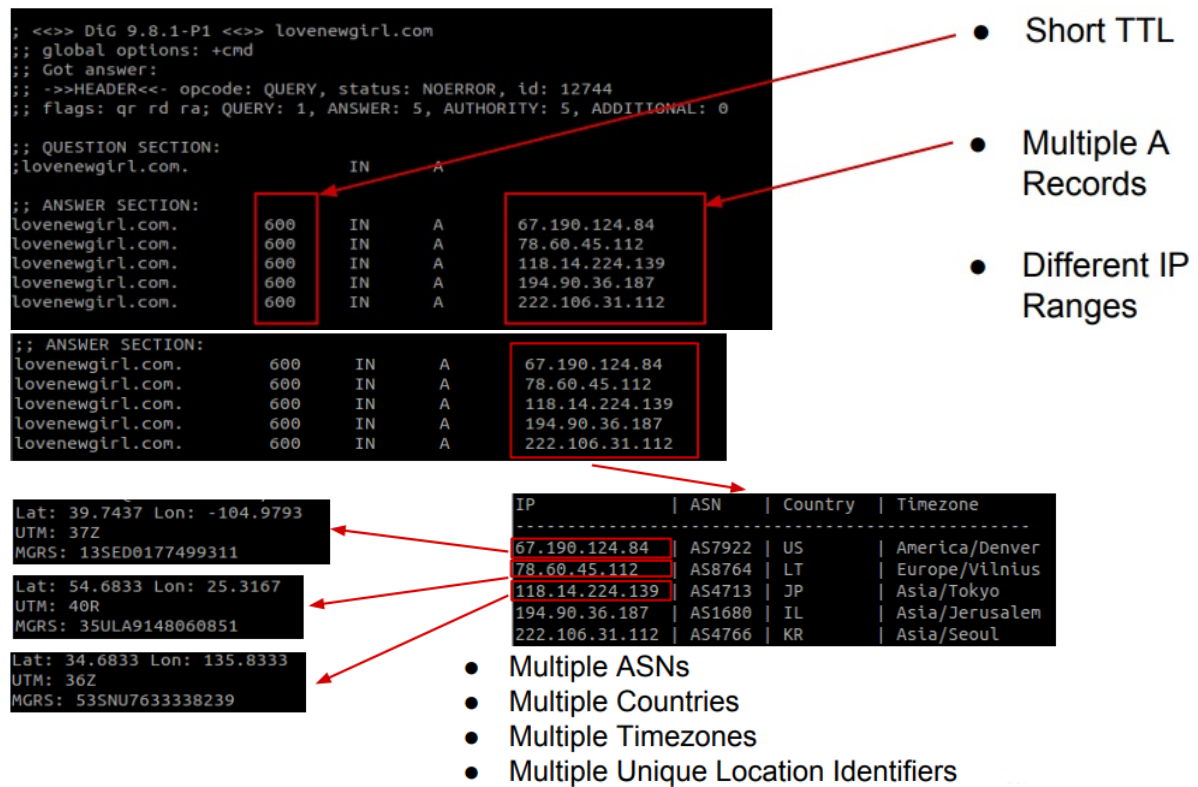 ; <<>> DiG 9.8.1-P1 <<>> lovenewgirl.com
;; global options: +cmd
;; Got answer:
;; ->>HEADER<<- opcode: QUERY, status: NOERROR, id: 12744
;; flags: qr rd ra; QUERY: 1, ANSWER: 5, AUTHORITY: 5, ADDITIONAL: 0
;; QUESTION SECTION:
;lovenewgirl.com. IN A
;; ANSWER SECTION:
lovenewgirl.com. 600 IN A 67.190.124.84
lovenewgirl.com. 600 IN A 78.60.45.112
lovenewgirl.com. 600 IN A 118.14.224.139
lovenewgirl.com. 600 IN A 194.90.36.187
lovenewgirl.com. 600 IN A 222.106.31.112
● Short TTL
● Multiple A
Records
● Different IP
Ranges
;; ANSWER SECTION:
lovenewgirl.com. 600 IN A 67.190.124.84
lovenewgirl.com. 600 IN A 78.60.45.112
lovenewgirl.com. 600 IN A 118.14.224.139
lovenewgirl.com. 600 IN A 194.90.36.187
lovenewgirl.com. 600 IN A 222.106.31.112
Lat: 39.7437 Lon: -104.9793
UTM: 37Z
MGRS: 13SED0177499311
Lat: 54.6833 Lon: 25.3167
UTM: 40R
MGRS: 35ULA9148060851
Lat: 34.6833 Lon: 135.8333
UTM: 36Z
MGRS: 53SNU7633338239
IP | ASN | Country | Timezone
-----------------------------------------------------
67.190.124.84 | AS7922 | US | America/Denver
78.60.45.112 | AS8764 | LT | Europe/Vilnius
118.14.224.139 | AS4713 | JP | Asia/Tokyo
194.90.36.187 | AS1680 | IL | Asia/Jerusalem
222.106.31.112 | AS4766 | KR | Asia/Seoul
● Multiple ASNs
● Multiple Countries
● Multiple Timezones
● Multiple Unique Location Identifiers